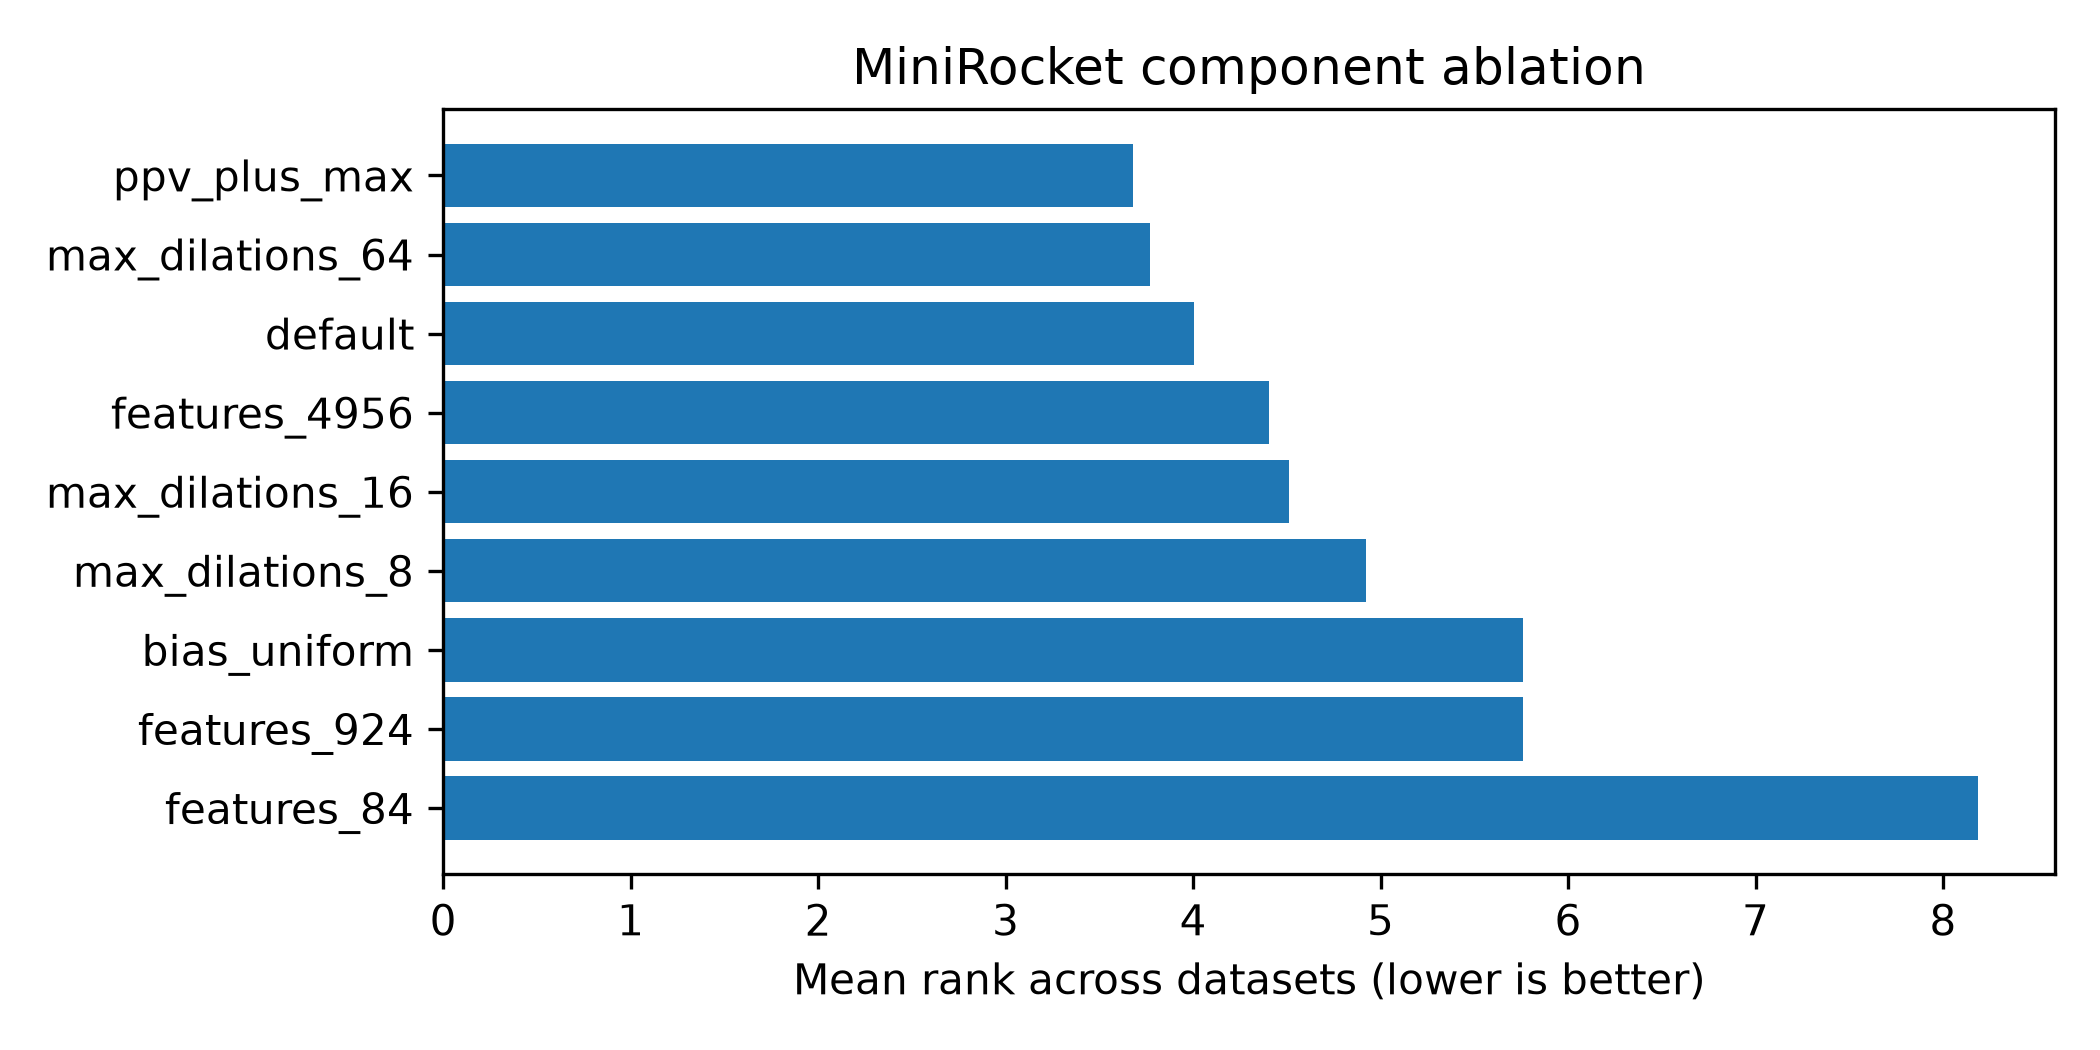 MiniRocket component ablation
ppv_plus_max
max_dilations_64
default
features_4956
max_dilations_16
max_dilations_8
bias_uniform
features_924
features_84
0 1 2 3 4 5 6 7 8
Mean rank across datasets (lower is better)